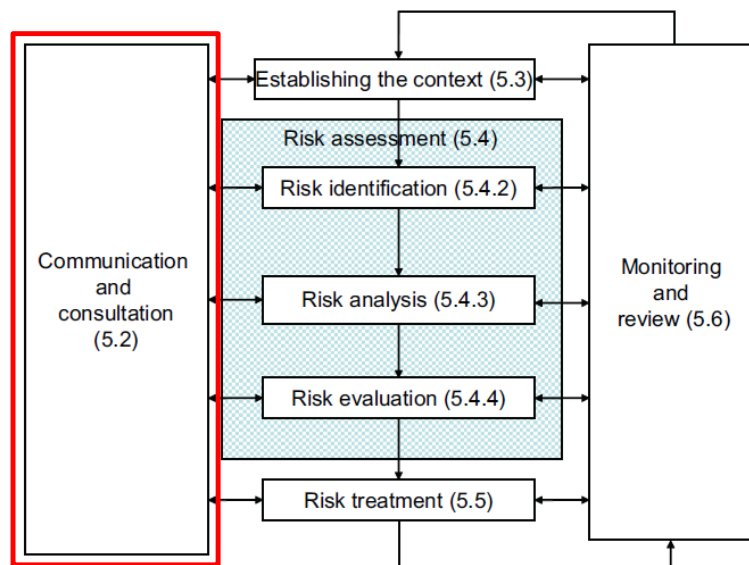 Establishing the context (5.3)
Risk assessment (5.4)
Risk identification (5.4.2)
Communication
and
consultation
(5.2)
Risk analysis (5.4.3)
Monitoring
and
review (5.6)
Risk evaluation (5.4.4)
Risk treatment (5.5)